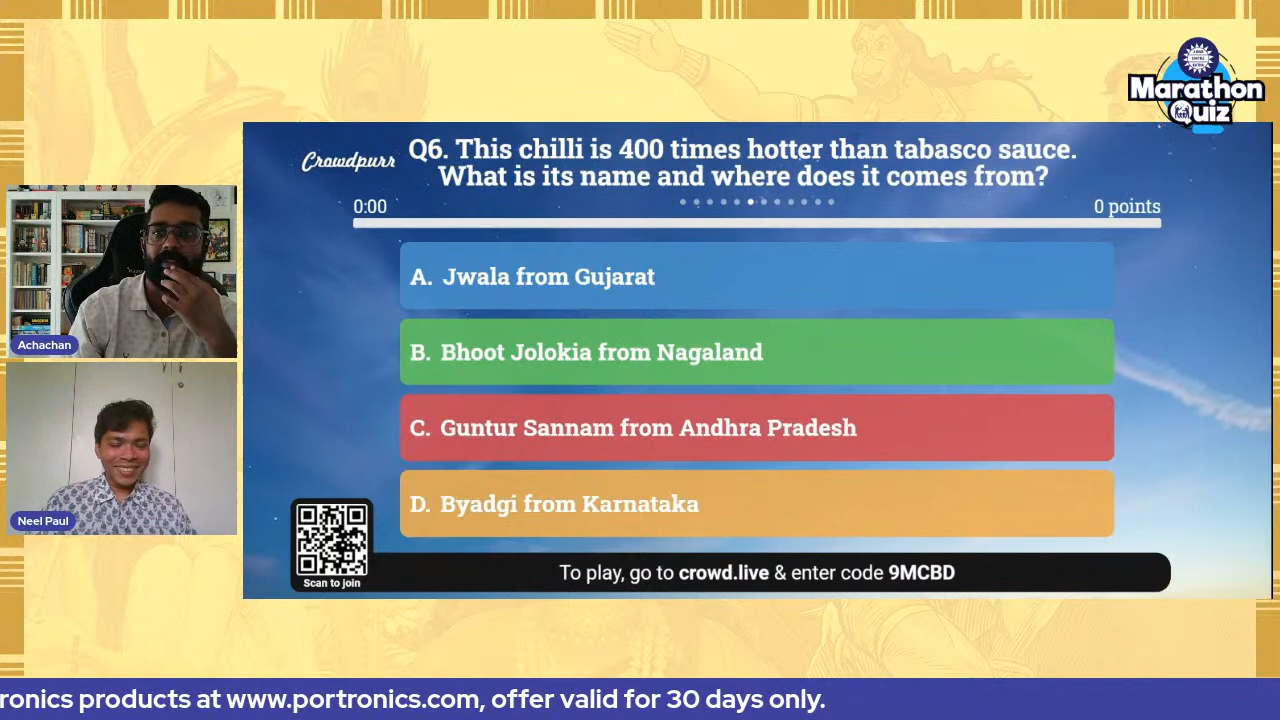 Marathon
Quiz
Crowdpurr
Q6. This chilli is 400 times hotter than tabasco sauce.
What is its name and where does it comes from?
0:00
0 points
A. Jwala from Gujarat
B. Bhoot Jolokia from Nagaland
C. Guntur Sannam from Andhra Pradesh
D. Byadgi from Karnataka
Achachan
Neel Paul
Scan to join
To play, go to crowd.live & enter code 9MCBD
ronics products at www.portronics.com, offer valid for 30 days only.